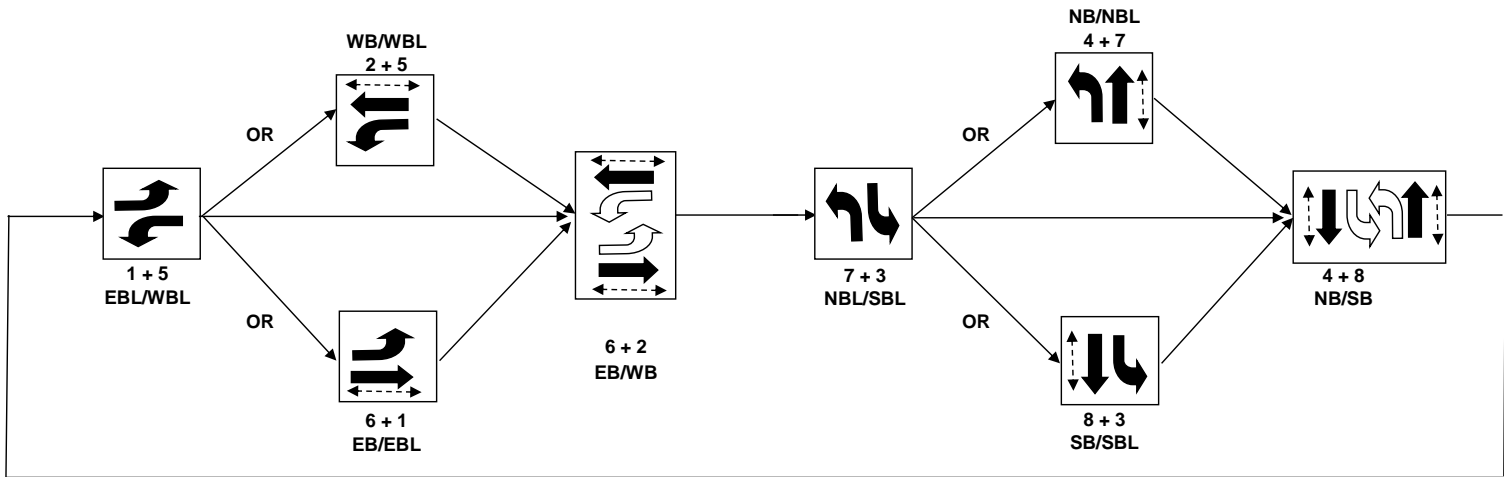 WB/WBL
2 + 5
OR
1 + 5
EBL/WBL
OR
6 + 1
EB/EBL
6 + 2
EB/WB
NB/NBL
4 + 7
OR
7 + 3
NBL/SBL
OR
8 + 3
SB/SBL
4 + 8
NB/SB